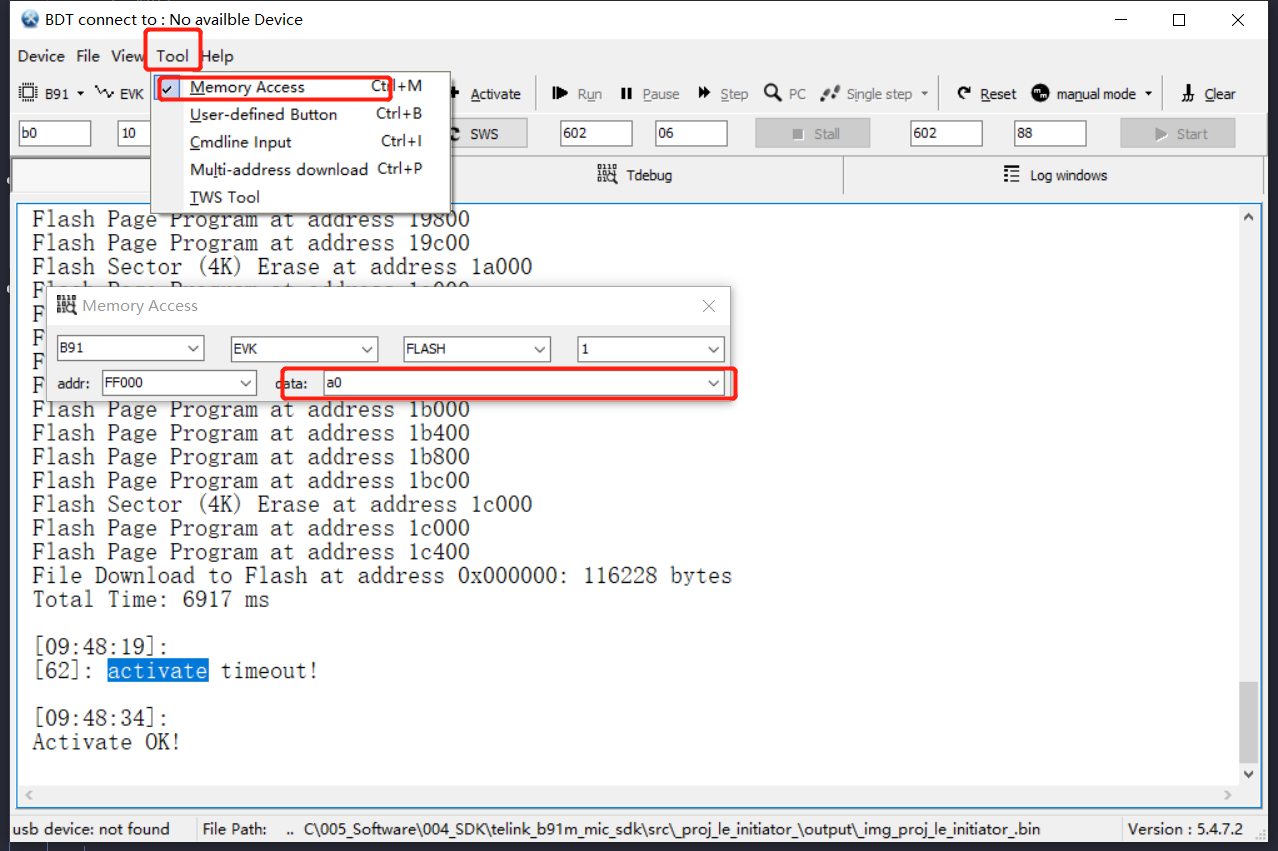 BDT connect to : No availble Device
Device File View Tool Help
B91 EVK Activate Run Pause Step PC Single step Reset manual mode Clear
b0 10 SWS 602 06 Stall 602 88 Start
Memory Access Ctrl+M
User-defined Button Ctrl+B
Cmdline Input Ctrl+I
Multi-address download Ctrl+P
TWS Tool
Tdebug Log windows
Flash Page Program at address 19800
Flash Page Program at address 19c00
Flash Sector (4K) Erase at address 1a000
Memory Access
B91 EVK FLASH 1
addr: FF000 data: a0
Flash Page Program at address 1b000
Flash Page Program at address 1b400
Flash Page Program at address 1b800
Flash Page Program at address 1bc00
Flash Sector (4K) Erase at address 1c000
Flash Page Program at address 1c000
Flash Page Program at address 1c400
File Download to Flash at address 0x000000: 116228 bytes
Total Time: 6917 ms
[09:48:19]:
[62]: activate timeout!
[09:48:34]:
Activate OK!
usb device: not found File Path: .. C\005_Software\004_SDK\telink_b91m_mic_sdk\src\_proj_le_initiator_\output\_img_proj_le_initiator_.bin Version : 5.4.7.2